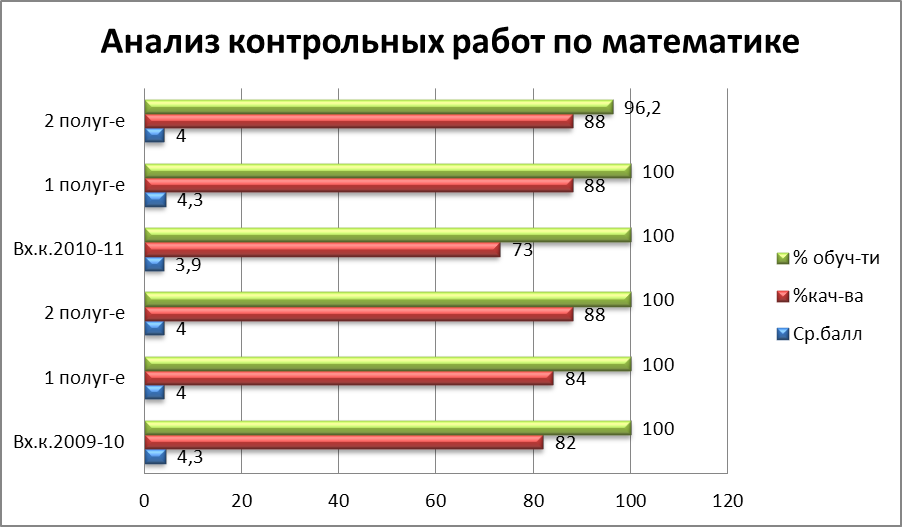 Анализ контрольных работ по математике
2 полуг-е
96,2
88
4
1 полуг-е
100
88
4,3
Вх.к.2010-11
100
73
3,9
2 полуг-е
100
88
4
1 полуг-е
100
84
4
Вх.к.2009-10
100
82
4,3
0 20 40 60 80 100 120
% обуч-ти
%кач-ва
Ср.балл